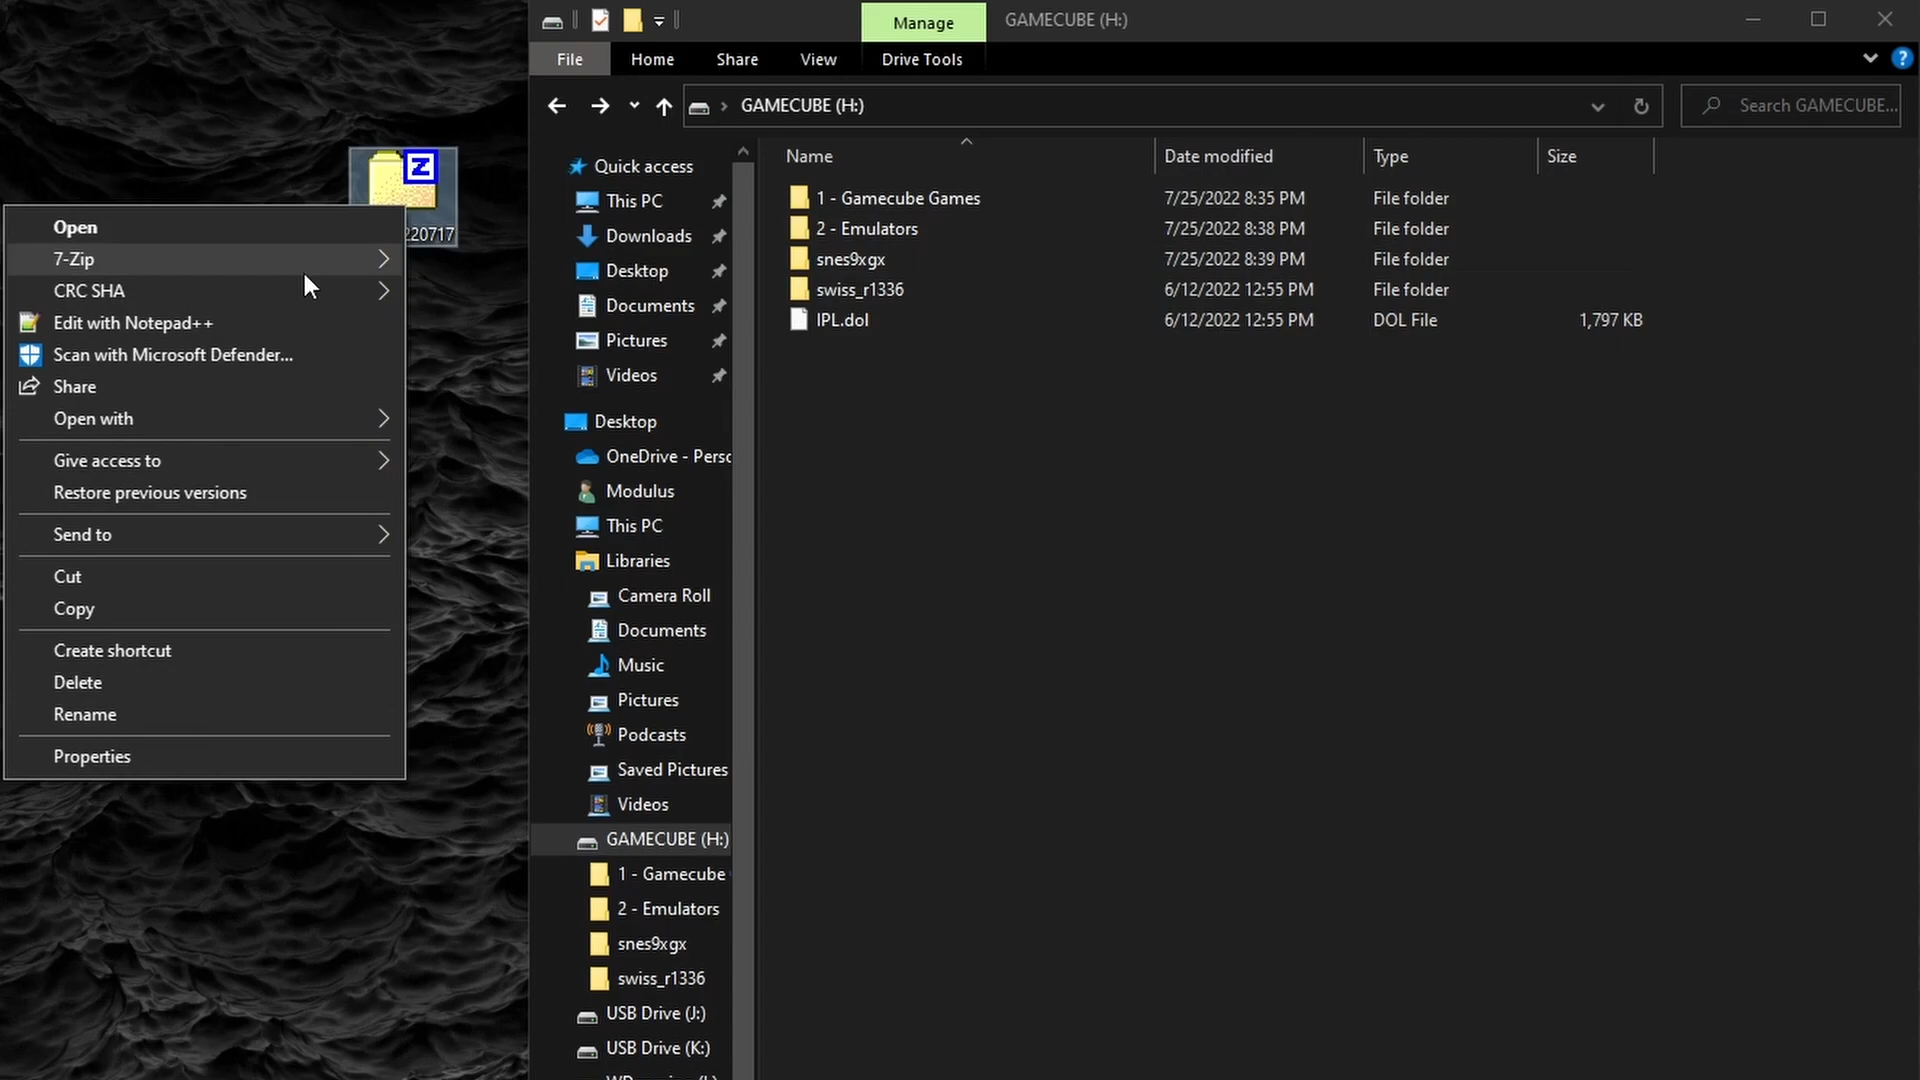 Manage
GAMECUBE (H:)
File
Home
Share
View
Drive Tools
GAMECUBE (H:)
Search GAMECUBE...
Z
220717
Open
7-Zip
CRC SHA
Edit with Notepad++
Scan with Microsoft Defender...
Share
Open with
Give access to
Restore previous versions
Send to
Cut
Copy
Create shortcut
Delete
Rename
Properties
Quick access
This PC
Downloads
Desktop
Documents
Pictures
Videos
Desktop
OneDrive - Perso
Modulus
This PC
Libraries
Camera Roll
Documents
Music
Pictures
Podcasts
Saved Pictures
Videos
GAMECUBE (H:)
1 - Gamecube
2 - Emulators
snes9xgx
swiss_r1336
USB Drive (J:)
USB Drive (K:)
Name Date modified Type Size
1 - Gamecube Games 7/25/2022 8:35 PM File folder
2 - Emulators 7/25/2022 8:38 PM File folder
snes9xgx 7/25/2022 8:39 PM File folder
swiss_r1336 6/12/2022 12:55 PM File folder
IPL.dol 6/12/2022 12:55 PM DOL File 1,797 KB